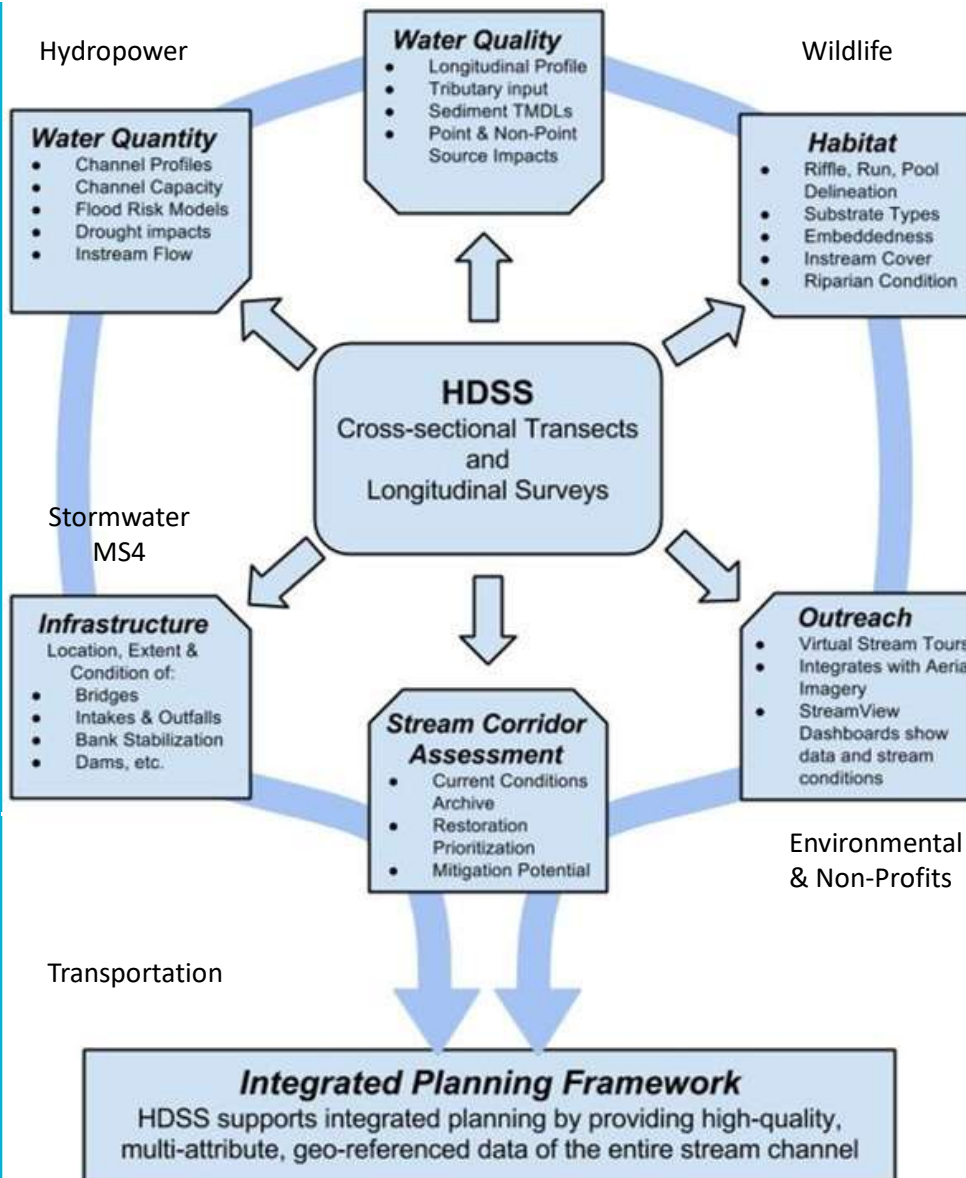 Hydropower
Water Quality
• Longitudinal Profile
• Tributary input
• Sediment TMDLs
• Point & Non-Point
Source Impacts
Wildlife
Water Quantity
• Channel Profiles
• Channel Capacity
• Flood Risk Models
• Drought impacts
• Instream Flow
Habitat
• Riffle, Run, Pool
Delineation
• Substrate Types
• Embeddedness
• Instream Cover
• Riparian Condition
HDSS
Cross-sectional Transects
and
Longitudinal Surveys
Stormwater
MS4
Infrastructure
Location, Extent &
Condition of:
• Bridges
• Intakes & Outfalls
• Bank Stabilization
• Dams, etc.
Stream Corridor
Assessment
• Current Conditions
Archive
• Restoration
Prioritization
• Mitigation Potential
Outreach
• Virtual Stream Tours
• Integrates with Aeria
Imagery
• StreamView
Dashboards show
data and stream
conditions
Environmental
& Non-Profits
Transportation
Integrated Planning Framework
HDSS supports integrated planning by providing high-quality,
multi-attribute, geo-referenced data of the entire stream channel